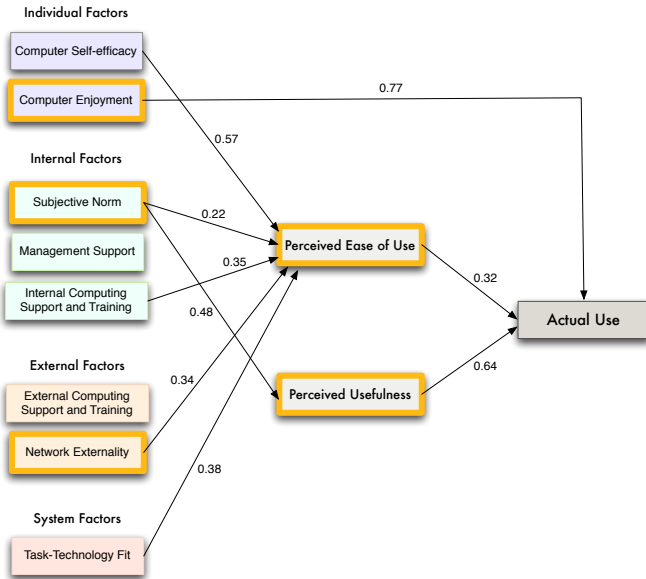 Individual Factors
Computer Self-efficacy
Computer Enjoyment
0.77
0.57
Internal Factors
Subjective Norm
0.22
Management Support
Perceived Ease of Use
0.35
Internal Computing
Support and Training
0.32
0.48
Actual Use
External Factors
0.34
0.64
External Computing
Support and Training
Perceived Usefulness
Network Externality
0.38
System Factors
Task-Technology Fit